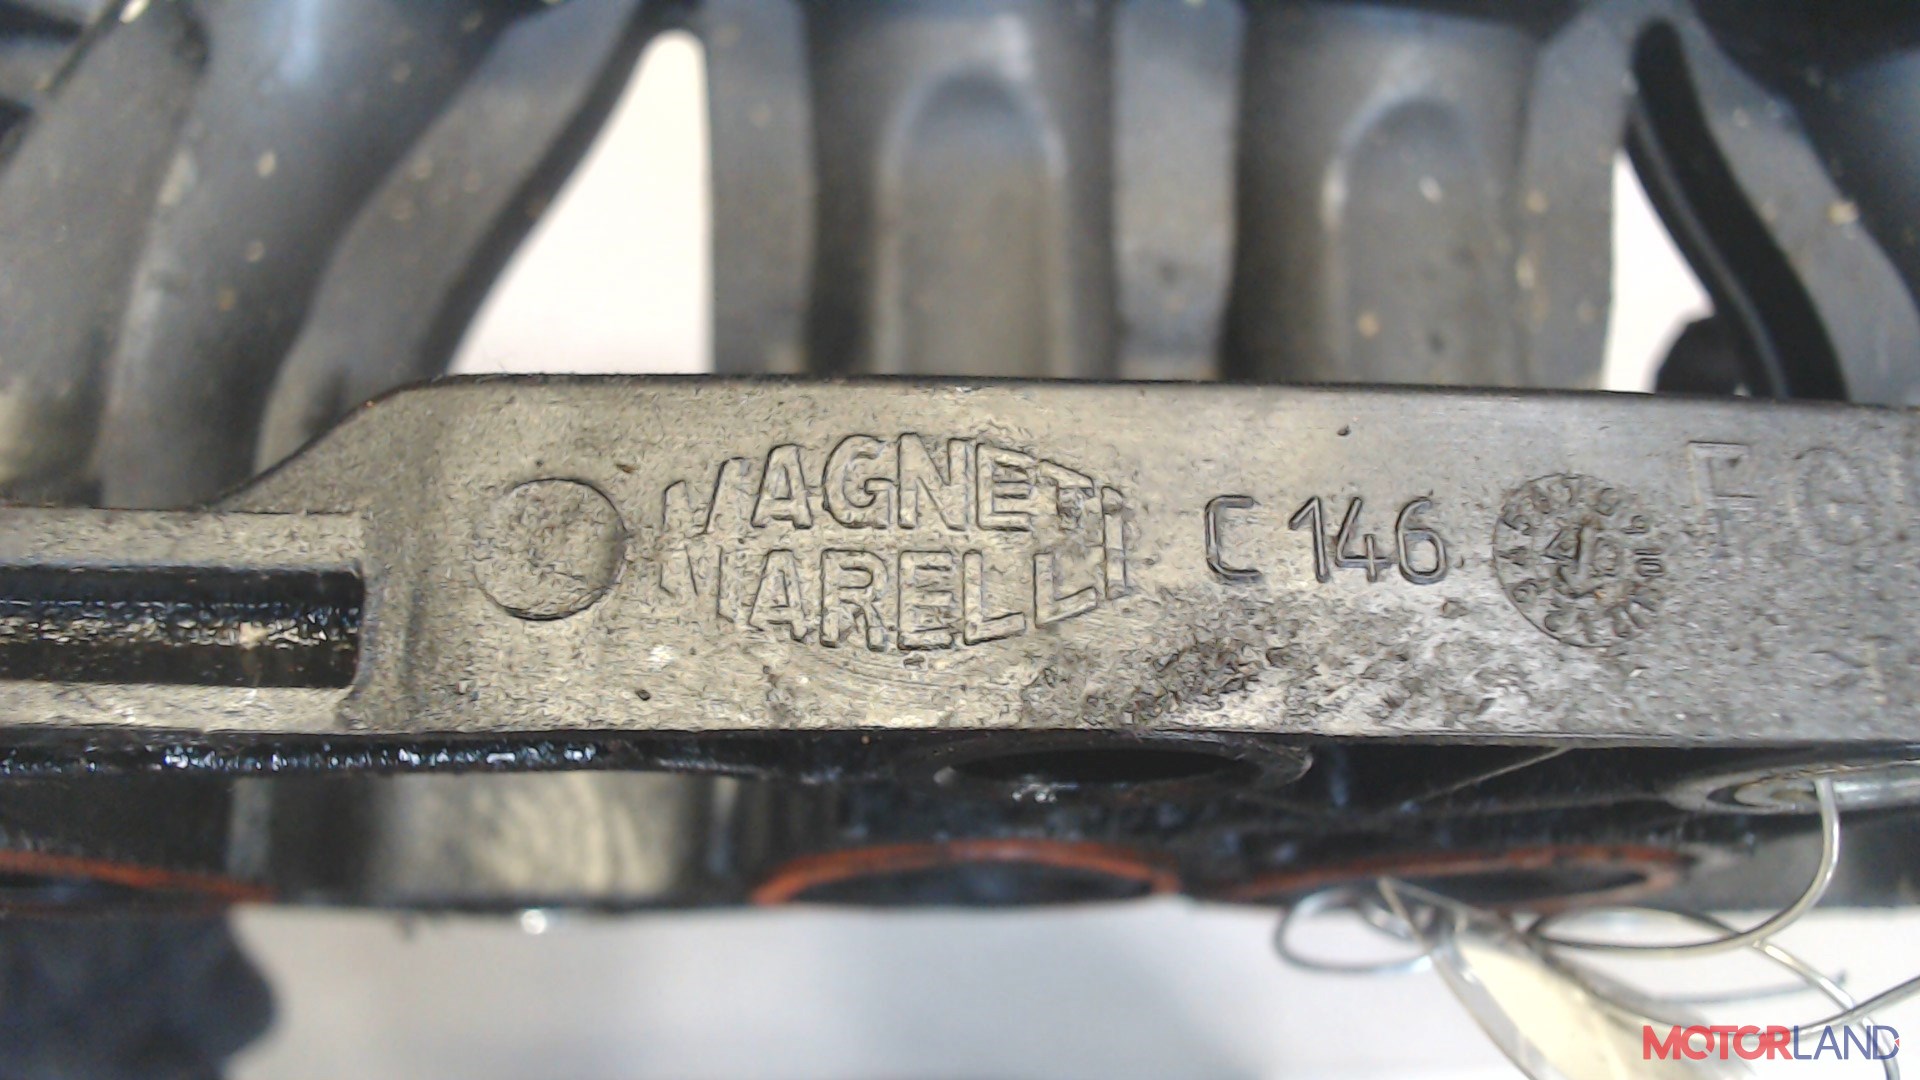 MAGNETI
MARELLI
C 146
MOTORLAND